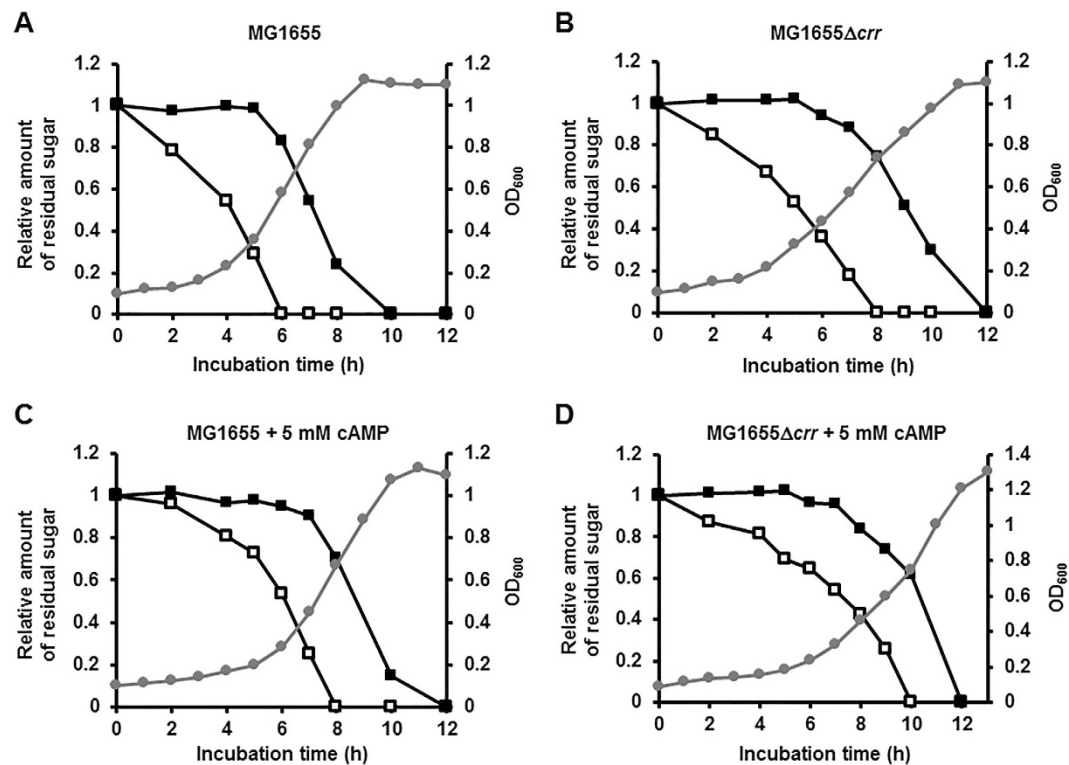 A
MG1655
Relative amount
of residual sugar
1.2
1
0.8
0.6
0.4
0.2
0
1.2
1
0.8
0.6
0.4
0.2
0
OD600
0 2 4 6 8 10 12
Incubation time (h)
B
MG1655Δcrr
Relative amount
of residual sugar
1.2
1
0.8
0.6
0.4
0.2
0
1.2
1
0.8
0.6
0.4
0.2
0
OD600
0 2 4 6 8 10 12
Incubation time (h)
C
MG1655 + 5 mM cAMP
Relative amount
of residual sugar
1.2
1
0.8
0.6
0.4
0.2
0
1.2
1
0.8
0.6
0.4
0.2
0
OD600
0 2 4 6 8 10 12
Incubation time (h)
D
MG1655Δcrr + 5 mM cAMP
Relative amount
of residual sugar
1.2
1
0.8
0.6
0.4
0.2
0
1.4
1.2
1
0.8
0.6
0.4
0.2
0
OD600
0 2 4 6 8 10 12
Incubation time (h)